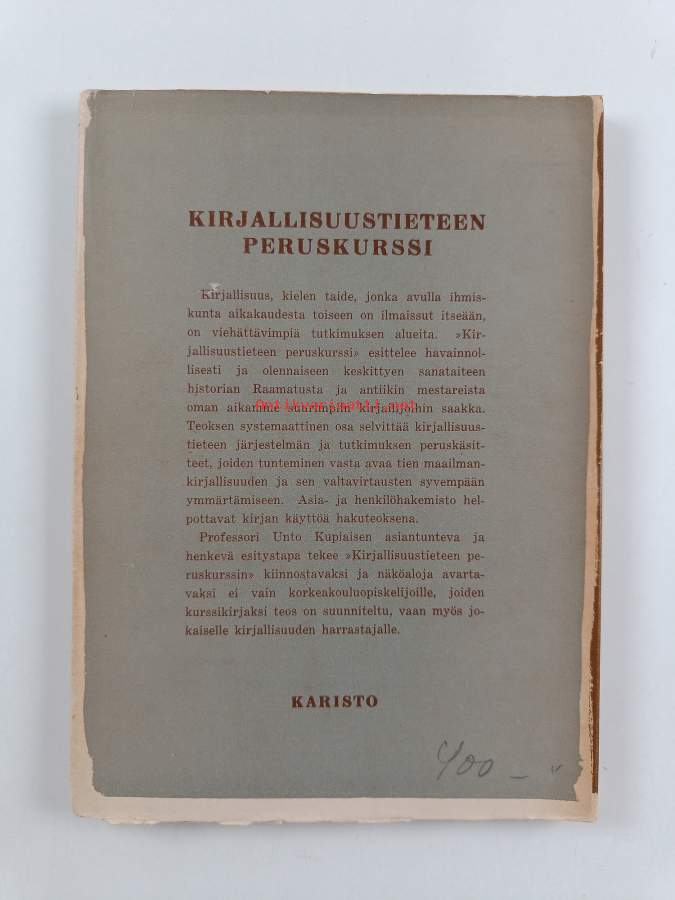 KIRJALLISUUSTIETEEN
PERUSKURSSI
Kirjallisuus, kielen taide, jonka avulla ihmis-
kunta aikakaudesta toiseen on ilmaissut itseään,
on viehättävimpiä tutkimuksen alueita. »Kir-
jallisuustieteen peruskurssi» esittelee havainnol-
lisesti ja olennaiseen keskittyen sanataiteen
historian Raamatusta ja antiikin mestareista
oman aikamme suurimpiin kirjailijoihin saakka.
Antikvariaatti.net
Teoksen systemaattinen osa selvittää kirjallisuus-
tieteen järjestelmän ja tutkimuksen peruskäsit-
teet, joiden tunteminen vasta avaa tien maailman-
kirjallisuuden ja sen valtavirtausten syvempään
ymmärtämiseen. Asia- ja henkilöhakemisto hel-
pottavat kirjan käyttöä hakuteoksena.
Professori Unto Kupiaisen asiantunteva ja
henkevä esitystapa tekee »Kirjallisuustieteen pe-
ruskurssin» kiinnostavaksi ja näköaloja avarta-
vaksi ei vain korkeakouluopiskelijoille, joiden
kurssikirjaksi teos on suunniteltu, vaan myös jo-
kaiselle kirjallisuuden harrastajalle.
KARISTO
400 –